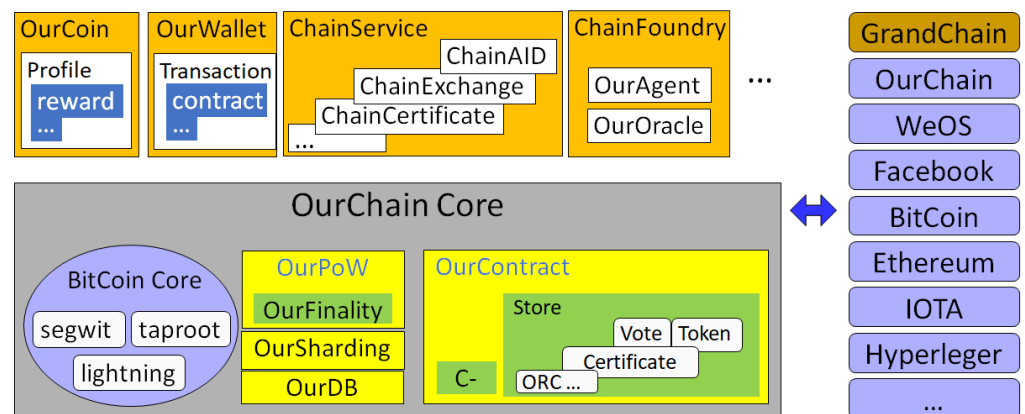 OurCoin
Profile
reward
...
OurWallet
Transaction
contract
...
ChainService
ChainAID
ChainExchange
ChainCertificate
...
ChainFoundry
OurAgent
OurOracle
...
OurChain Core
BitCoin Core
segwit
taproot
lightning
OurPoW
OurFinality
OurSharding
OurDB
OurContract
C-
Store
Vote
Token
Certificate
ORC ...
GrandChain
OurChain
WeOS
Facebook
BitCoin
Ethereum
IOTA
Hyperleger
...